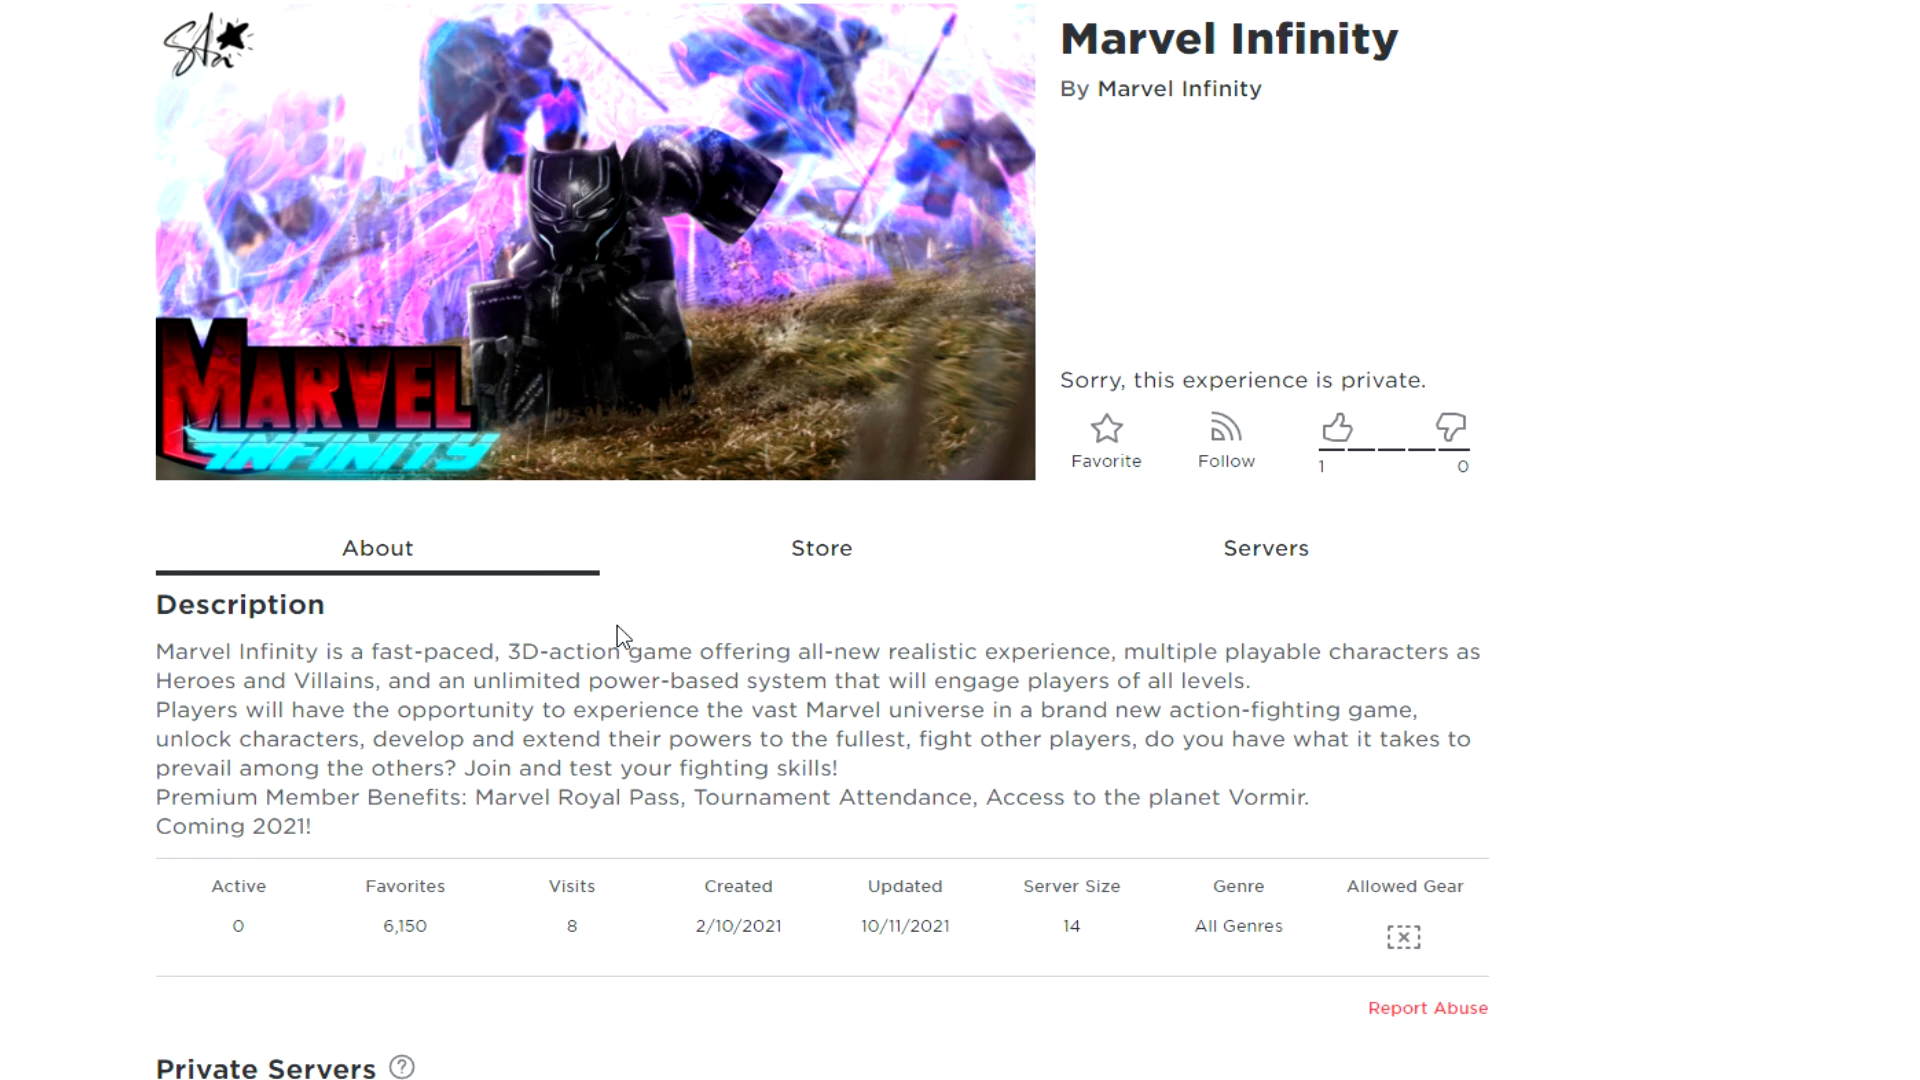 Marvel Infinity
By Marvel Infinity
MARVEL
INFINITY
Sorry, this experience is private.
Favorite
Follow
1
0
About
Store
Servers
Description
Marvel Infinity is a fast-paced, 3D-action game offering all-new realistic experience, multiple playable characters as
Heroes and Villains, and an unlimited power-based system that will engage players of all levels.
Players will have the opportunity to experience the vast Marvel universe in a brand new action-fighting game,
unlock characters, develop and extend their powers to the fullest, fight other players, do you have what it takes to
prevail among the others? Join and test your fighting skills!
Premium Member Benefits: Marvel Royal Pass, Tournament Attendance, Access to the planet Vormir.
Coming 2021!
Active Favorites Visits Created Updated Server Size Genre Allowed Gear
0 6,150 8 2/10/2021 10/11/2021 14 All Genres
Report Abuse
Private Servers